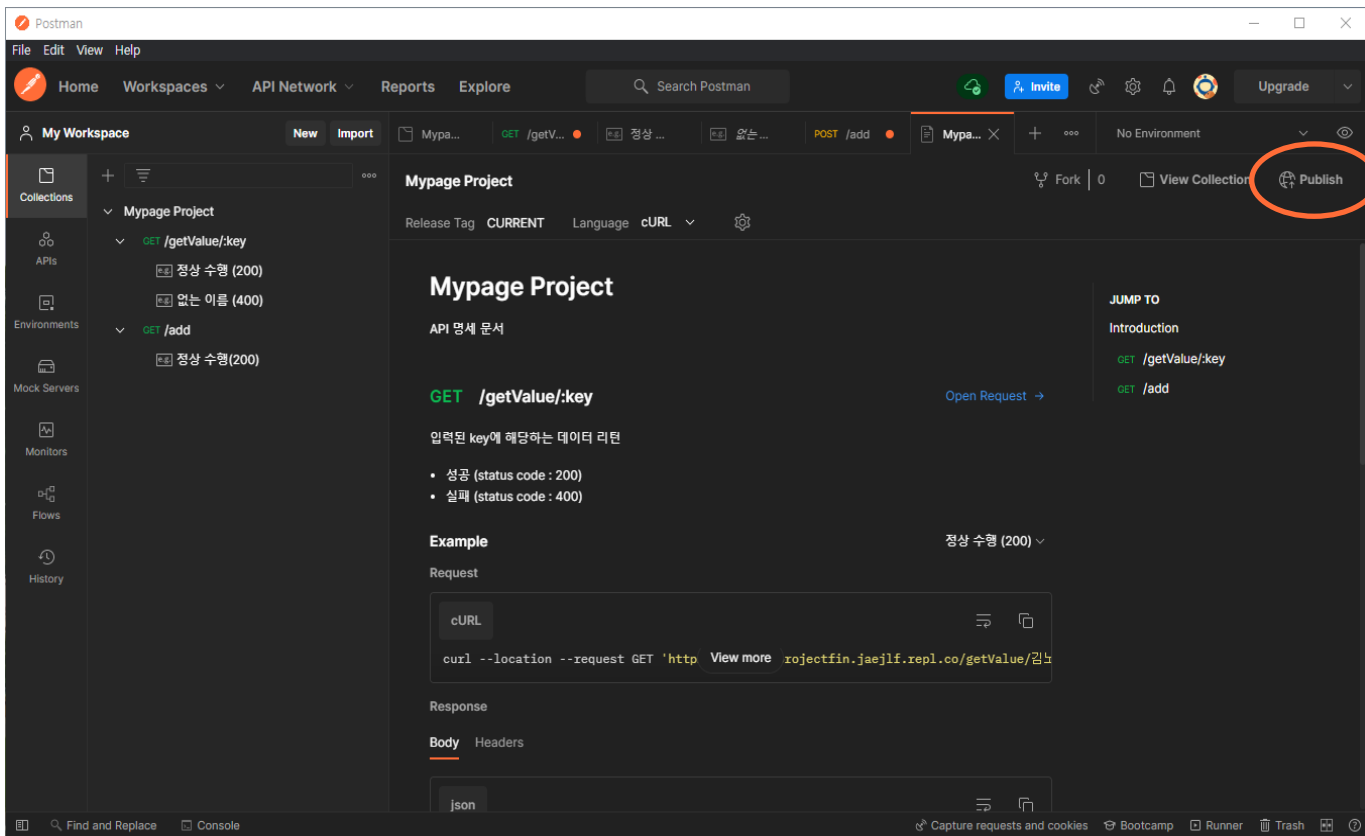 Postman
File Edit View Help
Home Workspaces API Network Reports Explore Search Postman Invite Upgrade
My Workspace New Import Mypa... GET /getV... 정상 ... 없는 ... POST /add Mypa... No Environment
Collections
APIs
Environments
Mock Servers
Monitors
Flows
History
Mypage Project
GET /getValue/:key
e.g. 정상 수행 (200)
e.g. 없는 이름 (400)
GET /add
e.g. 정상 수행(200)
Mypage Project Fork 0 View Collection Publish
Release Tag CURRENT Language cURL
Mypage Project
API 명세 문서
GET /getValue/:key Open Request →
입력된 key에 해당하는 데이터 리턴
• 성공 (status code : 200)
• 실패 (status code : 400)
Example 정상 수행 (200)
Request
cURL
curl --location --request GET 'http View more rojectfin.jaejlf.repl.co/getValue/김
Response
Body Headers
json
JUMP TO
Introduction
GET /getValue/:key
GET /add
Find and Replace Console Capture requests and cookies Bootcamp Runner Trash